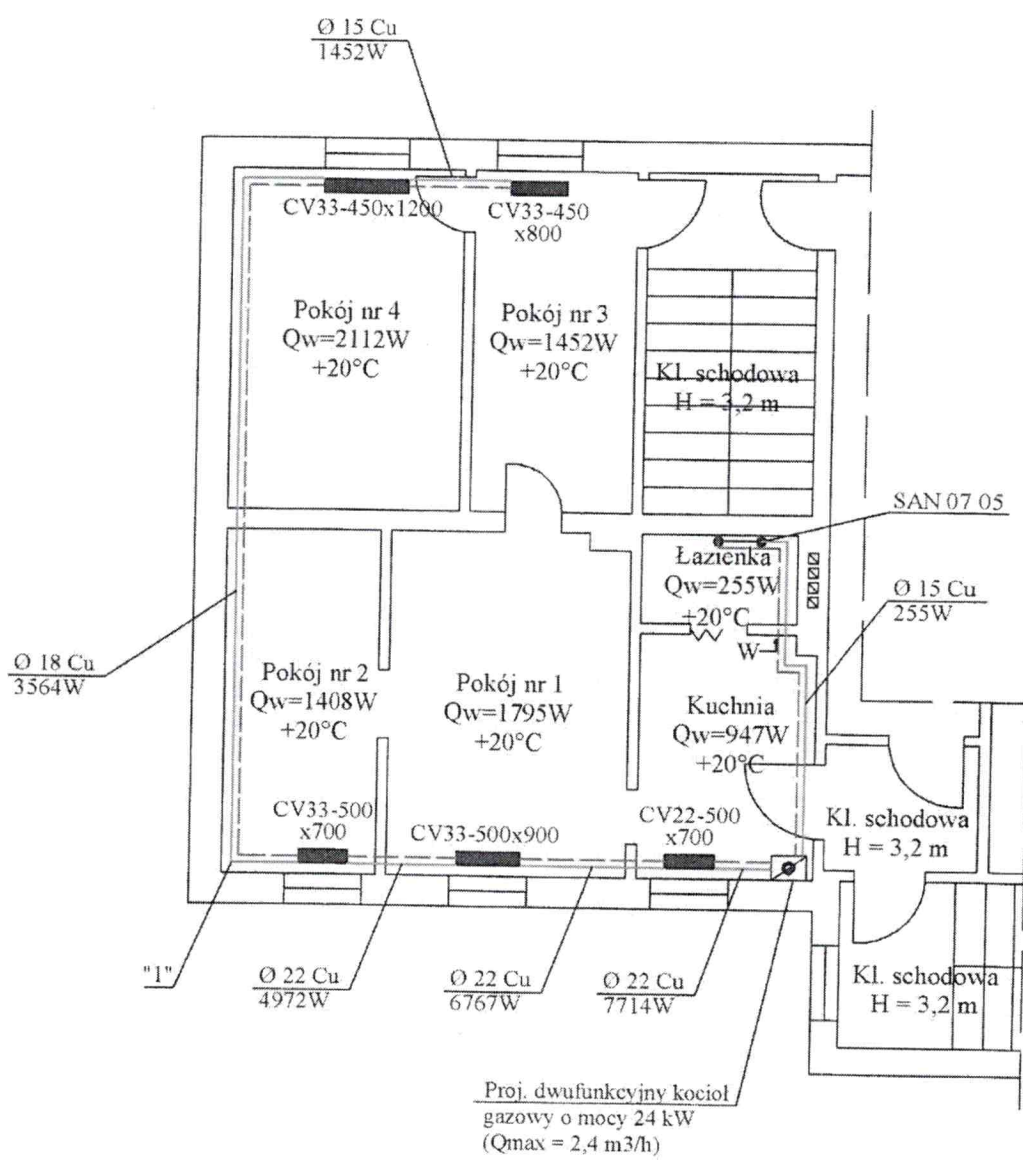 Ø 15 Cu
1452W
CV33-450x1200
CV33-450
x800
Pokój nr 4
Qw=2112W
+20°C
Pokój nr 3
Qw=1452W
+20°C
Kl. schodowa
H = 3,2 m
SAN 07 05
Łazienka
Qw=255W
+20°C
Ø 15 Cu
255W
W
Ø 18 Cu
3564W
Pokój nr 2
Qw=1408W
+20°C
Pokój nr 1
Qw=1795W
+20°C
Kuchnia
Qw=947W
+20°C
CV33-500
x700
CV33-500x900
CV22-500
x700
Kl. schodowa
H = 3,2 m
"1"
Ø 22 Cu
4972W
Ø 22 Cu
6767W
Ø 22 Cu
7714W
Kl. schodowa
H = 3,2 m
Proj. dwufunkcyjny kocioł
gazowy o mocy 24 kW
(Qmax = 2,4 m3/h)